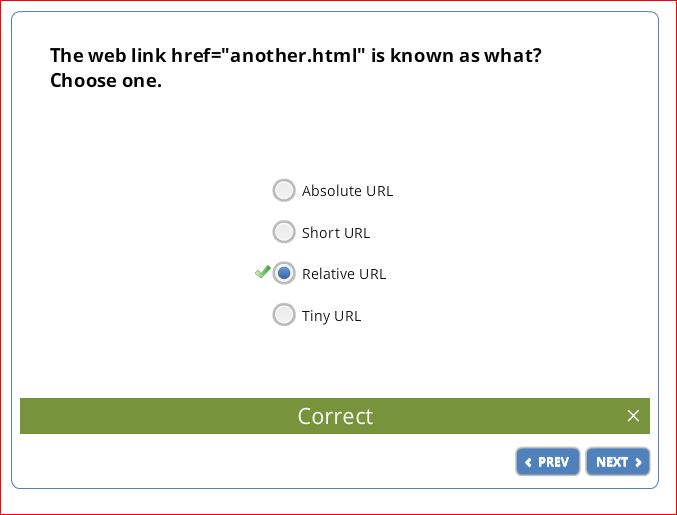 The web link href="another.html" is known as what?
Choose one.
Absolute URL
Short URL
Relative URL
Tiny URL
Correct
PREV
NEXT